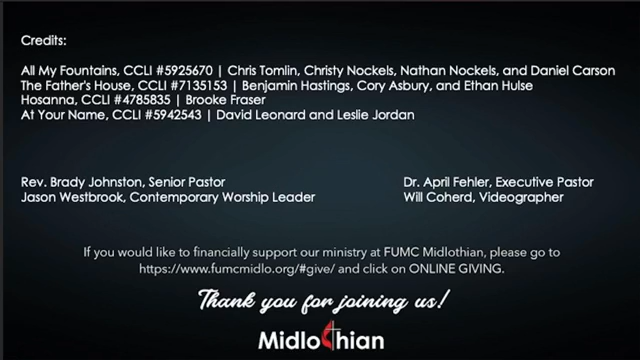 Credits:
All My Fountains, CCLI #5925670 | Chris Tomlin, Christy Nockels, Nathan Nockels, and Daniel Carson
The Father's House, CCLI #7135153 | Benjamin Hastings, Cory Asbury, and Ethan Hulse
Hosanna, CCLI #4785835 | Brooke Fraser
At Your Name, CCLI #5942543 | David Leonard and Leslie Jordan
Rev. Brady Johnston, Senior Pastor
Jason Westbrook, Contemporary Worship Leader
Dr. April Fehler, Executive Pastor
Will Coherd, Videographer
If you would like to financially support our ministry at FUMC Midlothian, please go to
https://www.fumcmidlo.org/#give/ and click on ONLINE GIVING.
Thank you for joining us!
Midlothian